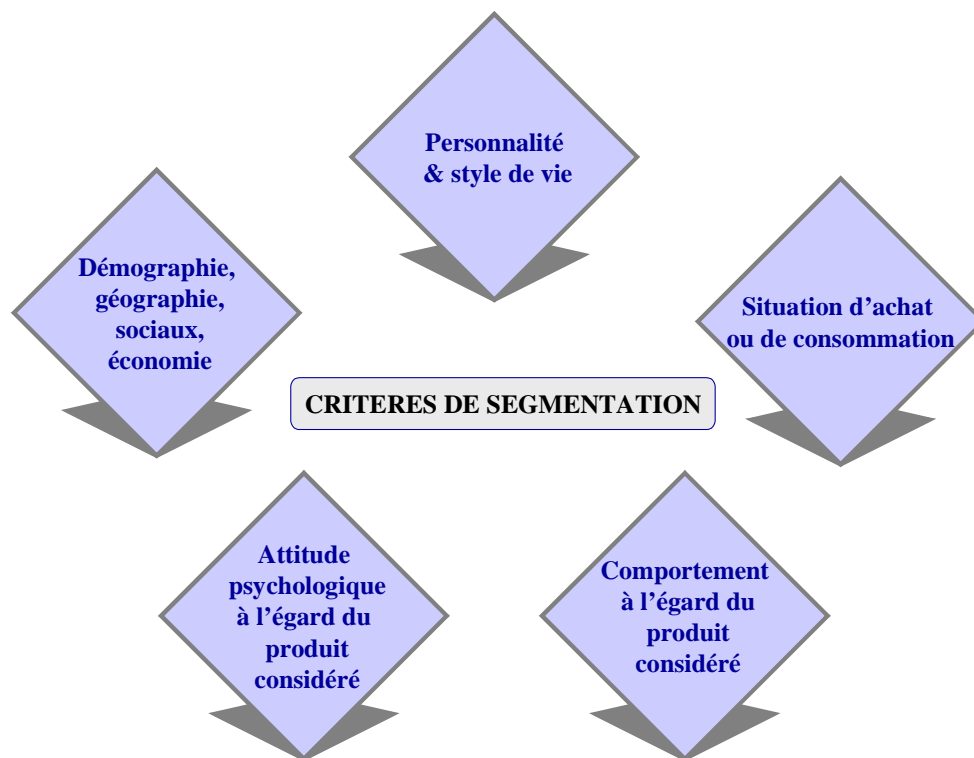 Personnalité
& style de vie
Démographie,
géographie,
sociaux,
économie
Situation d’achat
ou de consommation
CRITERES DE SEGMENTATION
Attitude
psychologique
à l’égard du
produit
considéré
Comportement
à l’égard du
produit
considéré